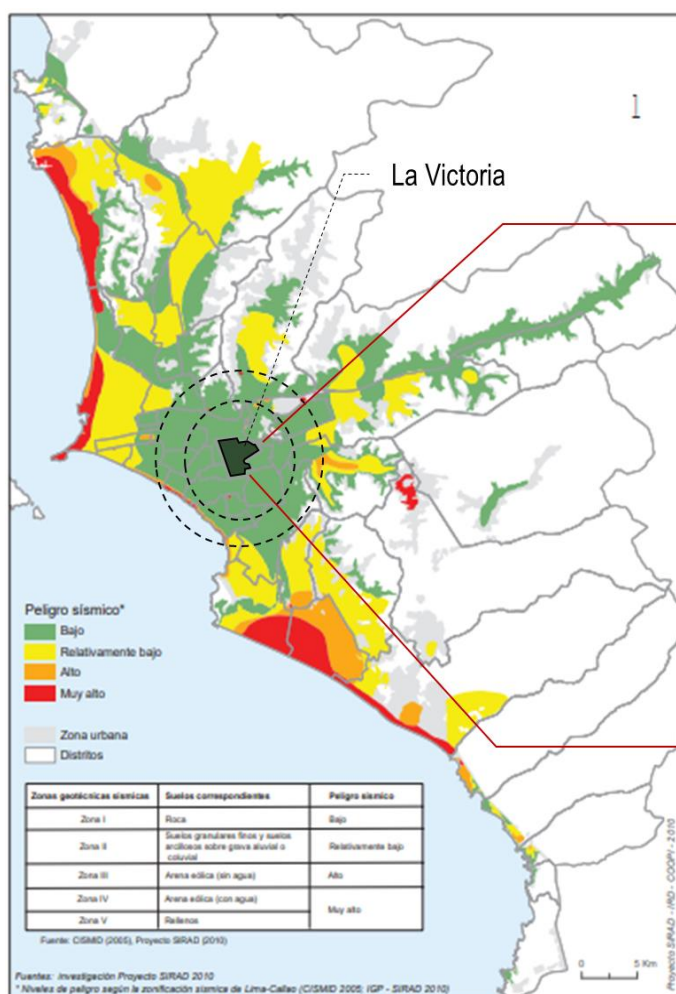 1
La Victoria
Peligro sísmico*
Bajo
Relativamente bajo
Alto
Muy alto
Zona urbana
Distritos
Zonas geotécnicas sísmicas Suelos correspondientes Peligro sísmico
Zona I Roca Bajo
Zona II Suelos granulares finos y suelos arcillosos sobre grava aluvial o coluvial Relativamente bajo
Zona III Arena eólica (sin agua) Alto
Zona IV Arena eólica (con agua) Muy alto
Zona V Rellenos
Fuente: CISMID (2005), Proyecto SIRAD (2010)
Fuentes: investigación Proyecto SIRAD 2010
* Niveles de peligro según la zonificación sísmica de Lima-Callao (CISMID 2005; IGP - SIRAD 2010)
0 5 Km
Proyecto SIRAD - IRD - COOPI - 2010